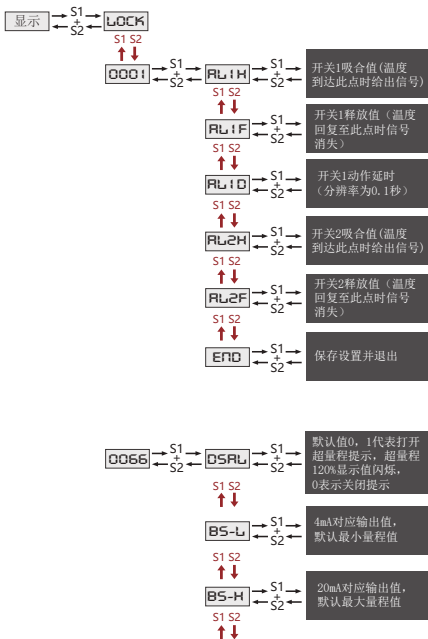 显示 S1 + S2 LOCK
S1 S2
0001 S1 + S2 AL1H S1 + S2 开关1吸合值(温度
到达此点时给出信号)
S1 S2
AL1F S1 + S2 开关1释放值（温度
回复至此点时信号
消失）
S1 S2
AL1D S1 + S2 开关1动作延时
（分辨率为0.1秒）
S1 S2
AL2H S1 + S2 开关2吸合值(温度
到达此点时给出信号)
S1 S2
AL2F S1 + S2 开关2释放值（温度
回复至此点时信号
消失）
S1 S2
END S1 + S2 保存设置并退出
0066 S1 + S2 DSAL S1 + S2 默认值0，1代表打开
超量程提示，超量程
120%显示值闪烁，
0表示关闭提示
S1 S2
BS-L S1 + S2 4mA对应输出值，
默认最小量程值
S1 S2
BS-H S1 + S2 20mA对应输出值，
默认最大量程值
S1 S2